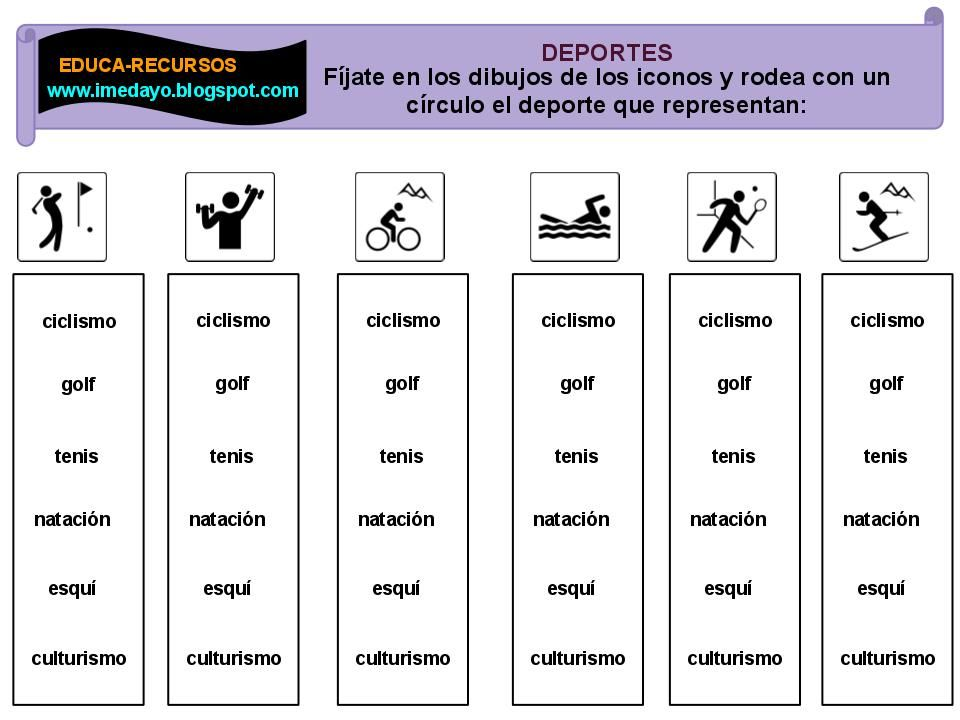 EDUCA-RECURSOS
www.imedayo.blogspot.com
DEPORTES
Fíjate en los dibujos de los iconos y rodea con un
círculo el deporte que representan:
ciclismo ciclismo ciclismo ciclismo ciclismo ciclismo
golf golf golf golf golf golf
tenis tenis tenis tenis tenis tenis
natación natación natación natación natación natación
esquí esquí esquí esquí esquí esquí
culturismo culturismo culturismo culturismo culturismo culturismo